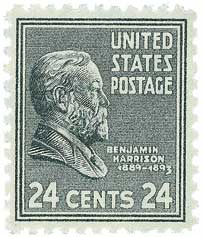 UNITED
STATES
POSTAGE
BENJAMIN
HARRISON
1889-1893
24 CENTS 24